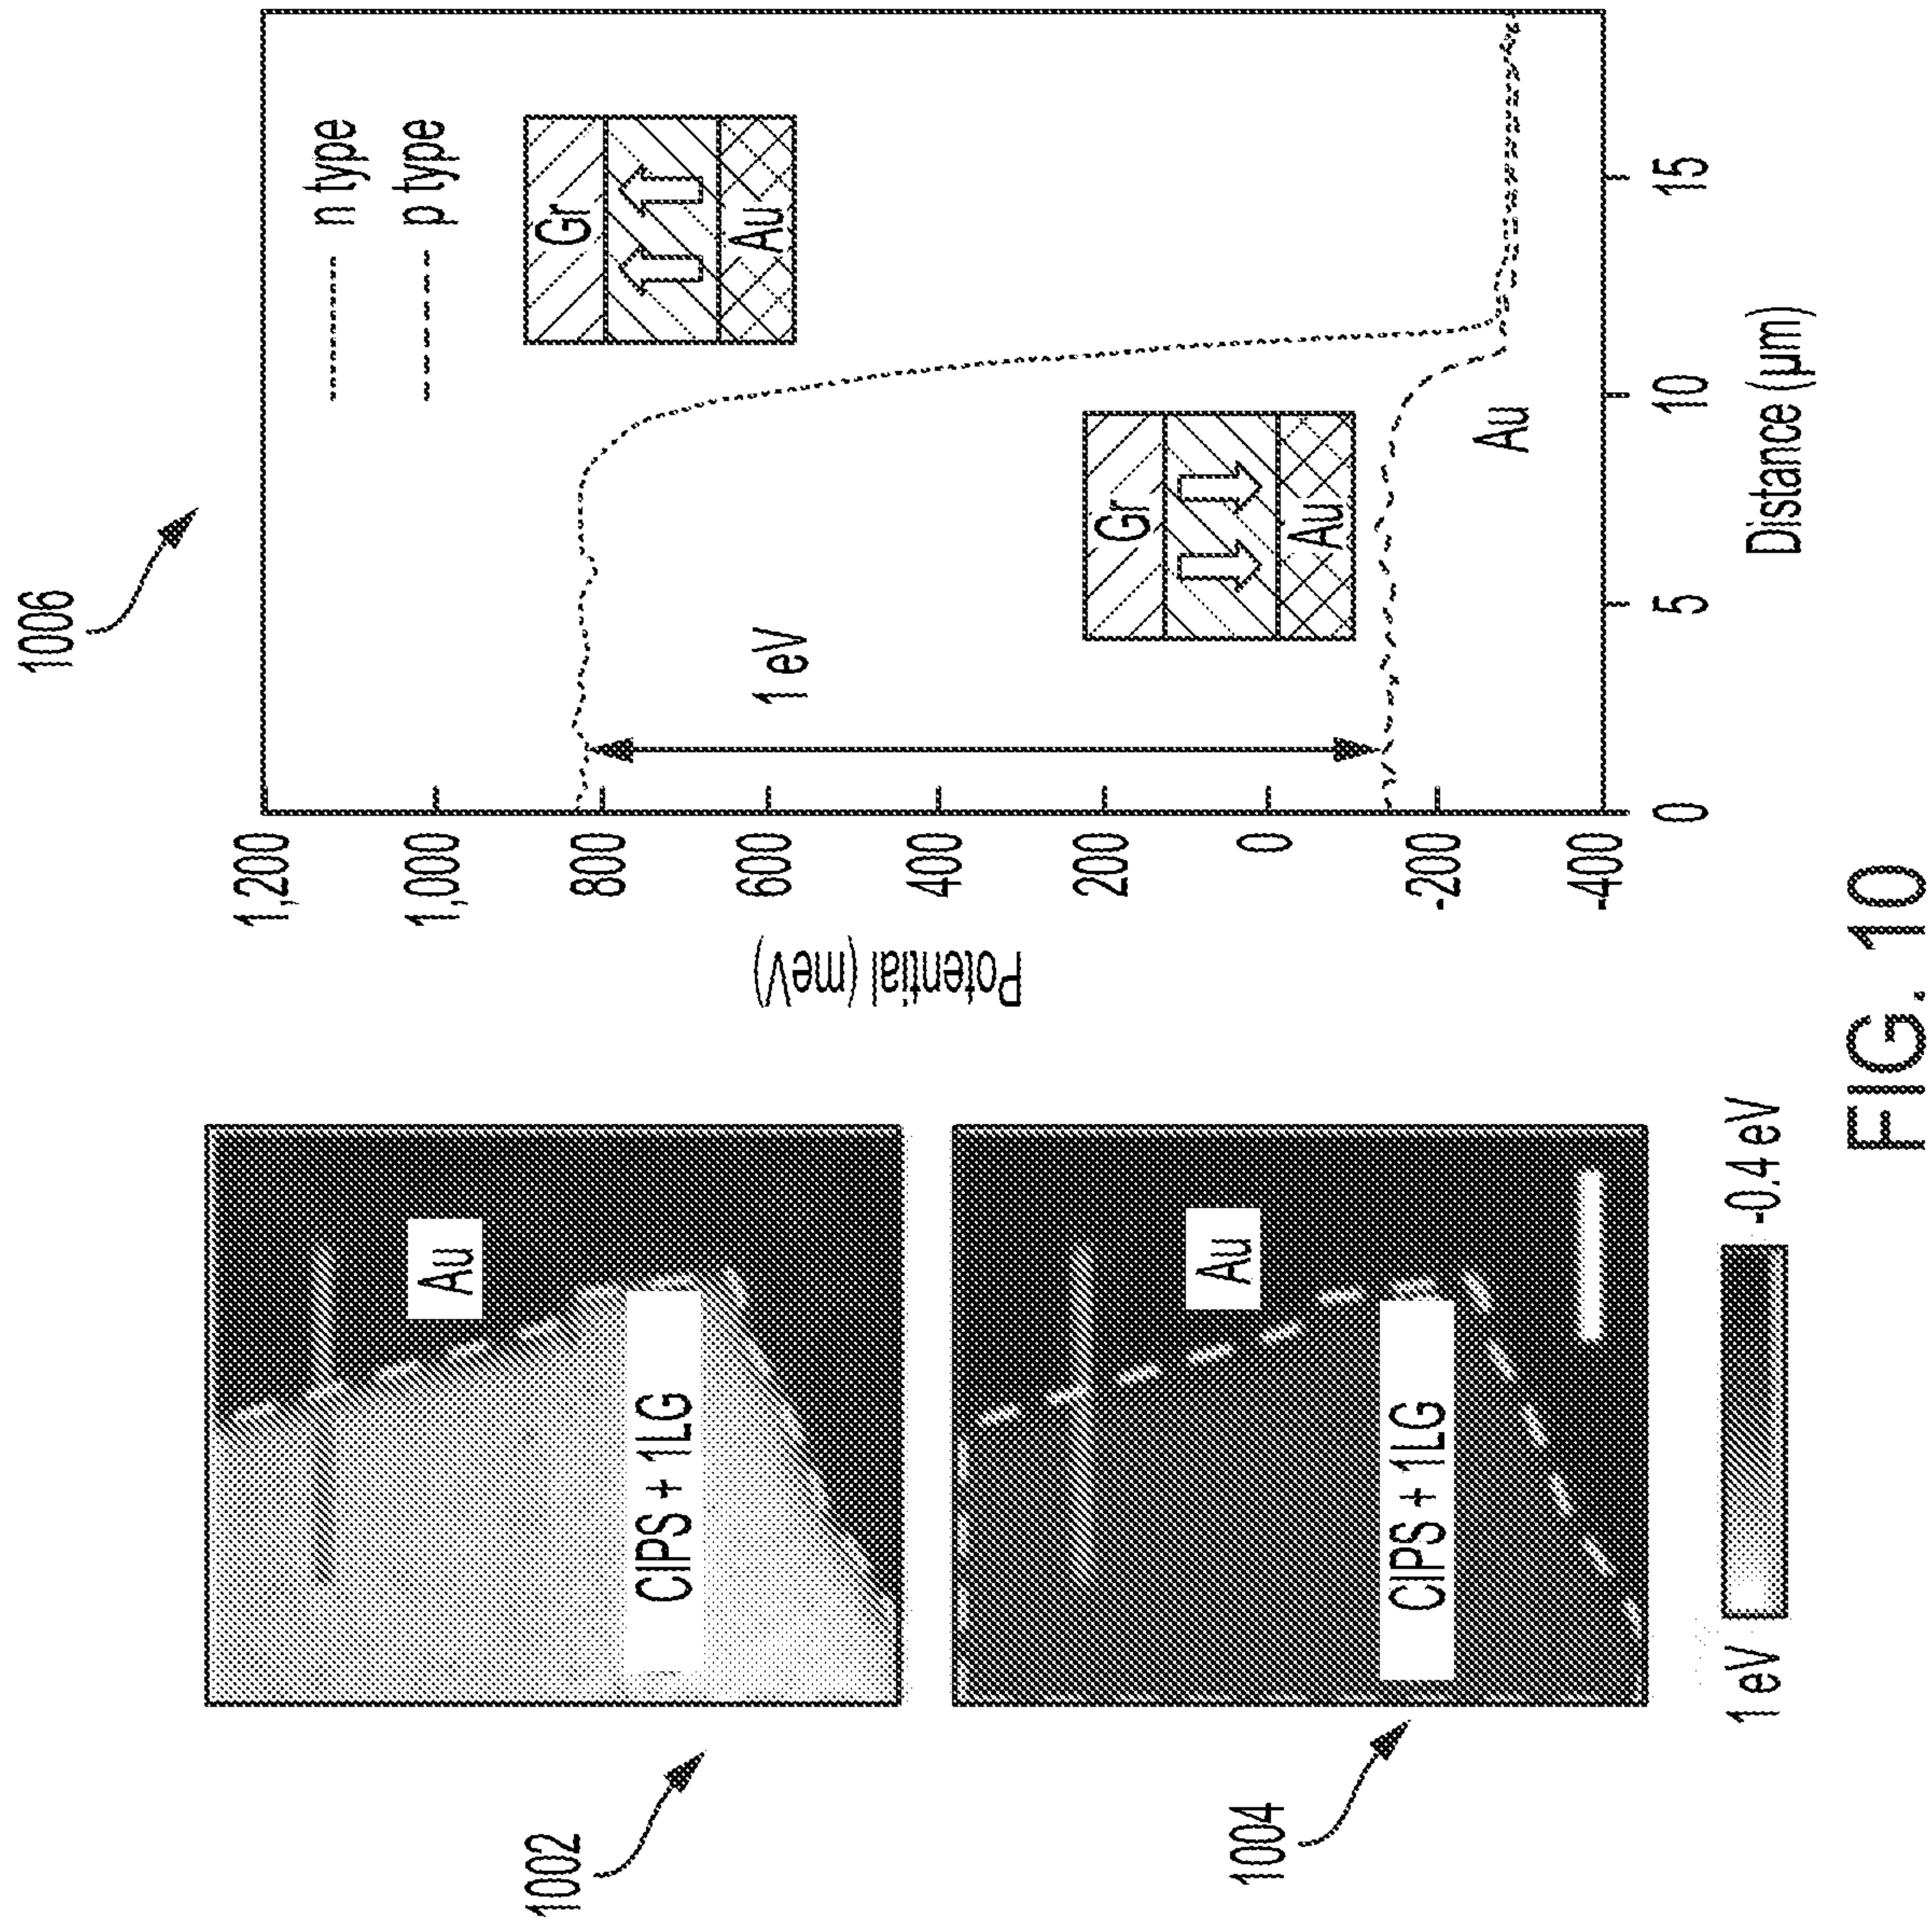 1002
Au
CIPS + 1LG
1004
Au
CIPS + 1LG
1 eV
-0.4 eV
1006
Potential (meV)
1,200
1,000
800
600
400
200
0
-200
-400
n type
p type
Gr
Au
1 eV
Gr
Au
Au
0
5
10
15
Distance (µm)
FIG. 10